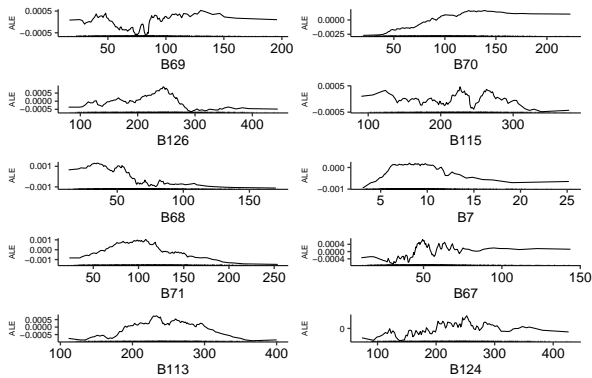 ALE
0.0005
−0.0005
50 100 150 200
B69
ALE
0.0000
−0.0025
50 100 150 200
B70
ALE
0.0005
0.0000
−0.0005
100 200 300 400
B126
ALE
0.0005
−0.0005
100 200 300
B115
ALE
0.001
−0.001
50 100 150
B68
ALE
0.000
−0.001
5 10 15 20 25
B7
ALE
0.001
0.000
−0.001
50 100 150 200 250
B71
ALE
0.0004
0.0000
−0.0004
50 100 150
B67
ALE
0.0005
0.0000
−0.0005
100 200 300 400
B113
ALE
0
100 200 300 400
B124